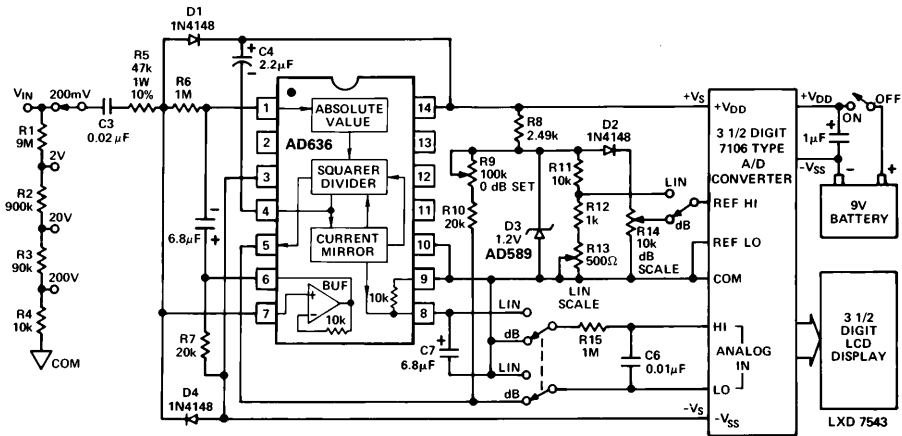 D1
1N4148
C4
2.2μF
+
−
R5
47k
1W
10%
R6
1M
VIN
200mV
C3
0.02 μF
R1
9M
2V
R2
900k
20V
R3
90k
200V
R4
10k
COM
6.8μF
−
+
R7
20k
D4
1N4148
1
2
3
4
5
6
7
14
13
12
11
10
9
8
ABSOLUTE
VALUE
AD636
SQUARER
DIVIDER
CURRENT
MIRROR
BUF
+
−
10k
10k
+VS
R8
2.49k
D2
1N4148
R9
100k
0 dB SET
R10
20k
D3
1.2V
AD589
R11
10k
R12
1k
R13
500Ω
LIN
SCALE
R14
10k
dB
SCALE
LIN
dB
LIN
dB
LIN
dB
C7
6.8μF
+
R15
1M
C6
0.01μF
−VS
+VDD
3 1/2 DIGIT
7106 TYPE
A/D
CONVERTER
REF HI
REF LO
COM
HI
ANALOG
IN
LO
−VSS
+VDD
−VSS
ON
OFF
+
1μF
−
+
9V
BATTERY
3 1/2
DIGIT
LCD
DISPLAY
LXD 7543